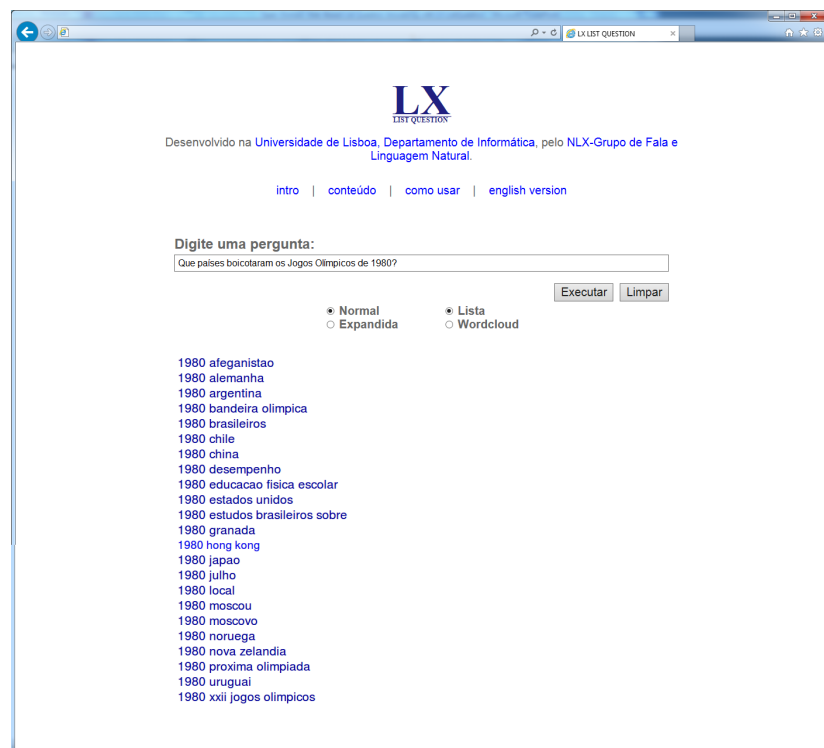 LX LIST QUESTION
LX
LIST QUESTION
Desenvolvido na Universidade de Lisboa, Departamento de Informática, pelo NLX-Grupo de Fala e
Linguagem Natural.
intro | conteúdo | como usar | english version
Digite uma pergunta:
Que países boicotaram os Jogos Olímpicos de 1980?
Executar Limpar
Normal Lista
Expandida Wordcloud
1980 afeganistao
1980 alemanha
1980 argentina
1980 bandeira olimpica
1980 brasileiros
1980 chile
1980 china
1980 desempenho
1980 educacao fisica escolar
1980 estados unidos
1980 estudos brasileiros sobre
1980 granada
1980 hong kong
1980 japao
1980 julho
1980 local
1980 moscou
1980 moscovo
1980 noruega
1980 nova zelandia
1980 proxima olimpiada
1980 uruguai
1980 xxii jogos olimpicos